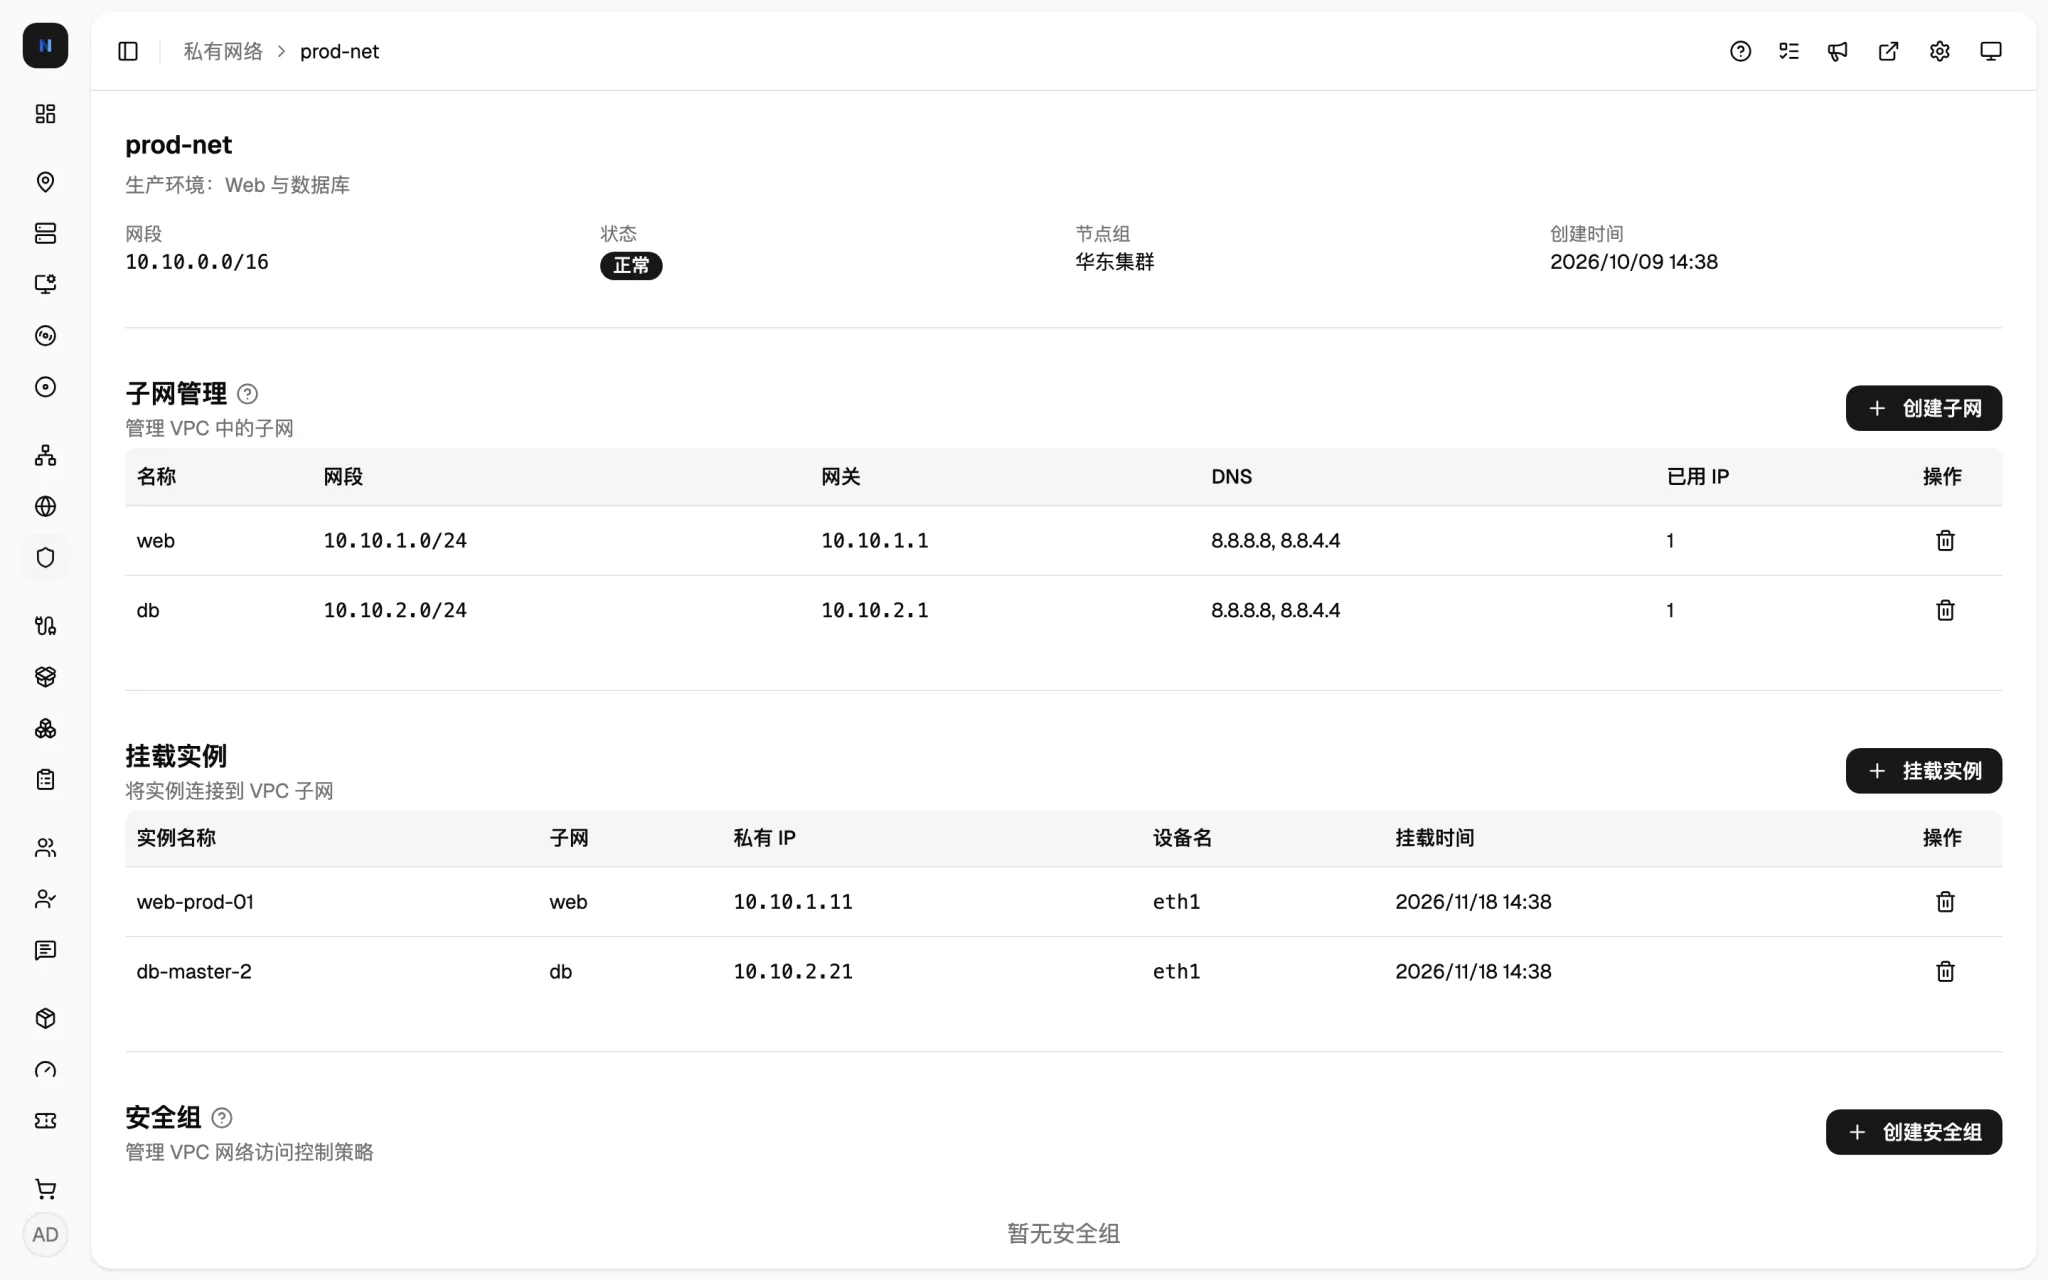 N
私有网络 > prod-net
prod-net
生产环境：Web 与数据库
网段 状态 节点组 创建时间
10.10.0.0/16 正常 华东集群 2026/10/09 14:38
子网管理
管理 VPC 中的子网
+ 创建子网
名称 网段 网关 DNS 已用 IP 操作
web 10.10.1.0/24 10.10.1.1 8.8.8.8, 8.8.4.4 1
db 10.10.2.0/24 10.10.2.1 8.8.8.8, 8.8.4.4 1
挂载实例
将实例连接到 VPC 子网
+ 挂载实例
实例名称 子网 私有 IP 设备名 挂载时间 操作
web-prod-01 web 10.10.1.11 eth1 2026/11/18 14:38
db-master-2 db 10.10.2.21 eth1 2026/11/18 14:38
安全组
管理 VPC 网络访问控制策略
+ 创建安全组
暂无安全组
AD